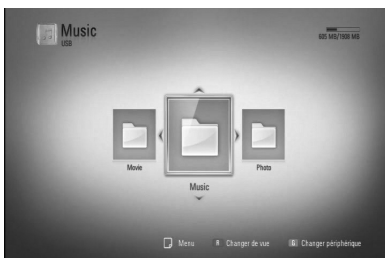 Music
USB
605 MB/1908 MB
Movie
Photo
Music
Menu
R Changer de vue
G Changer périphérique